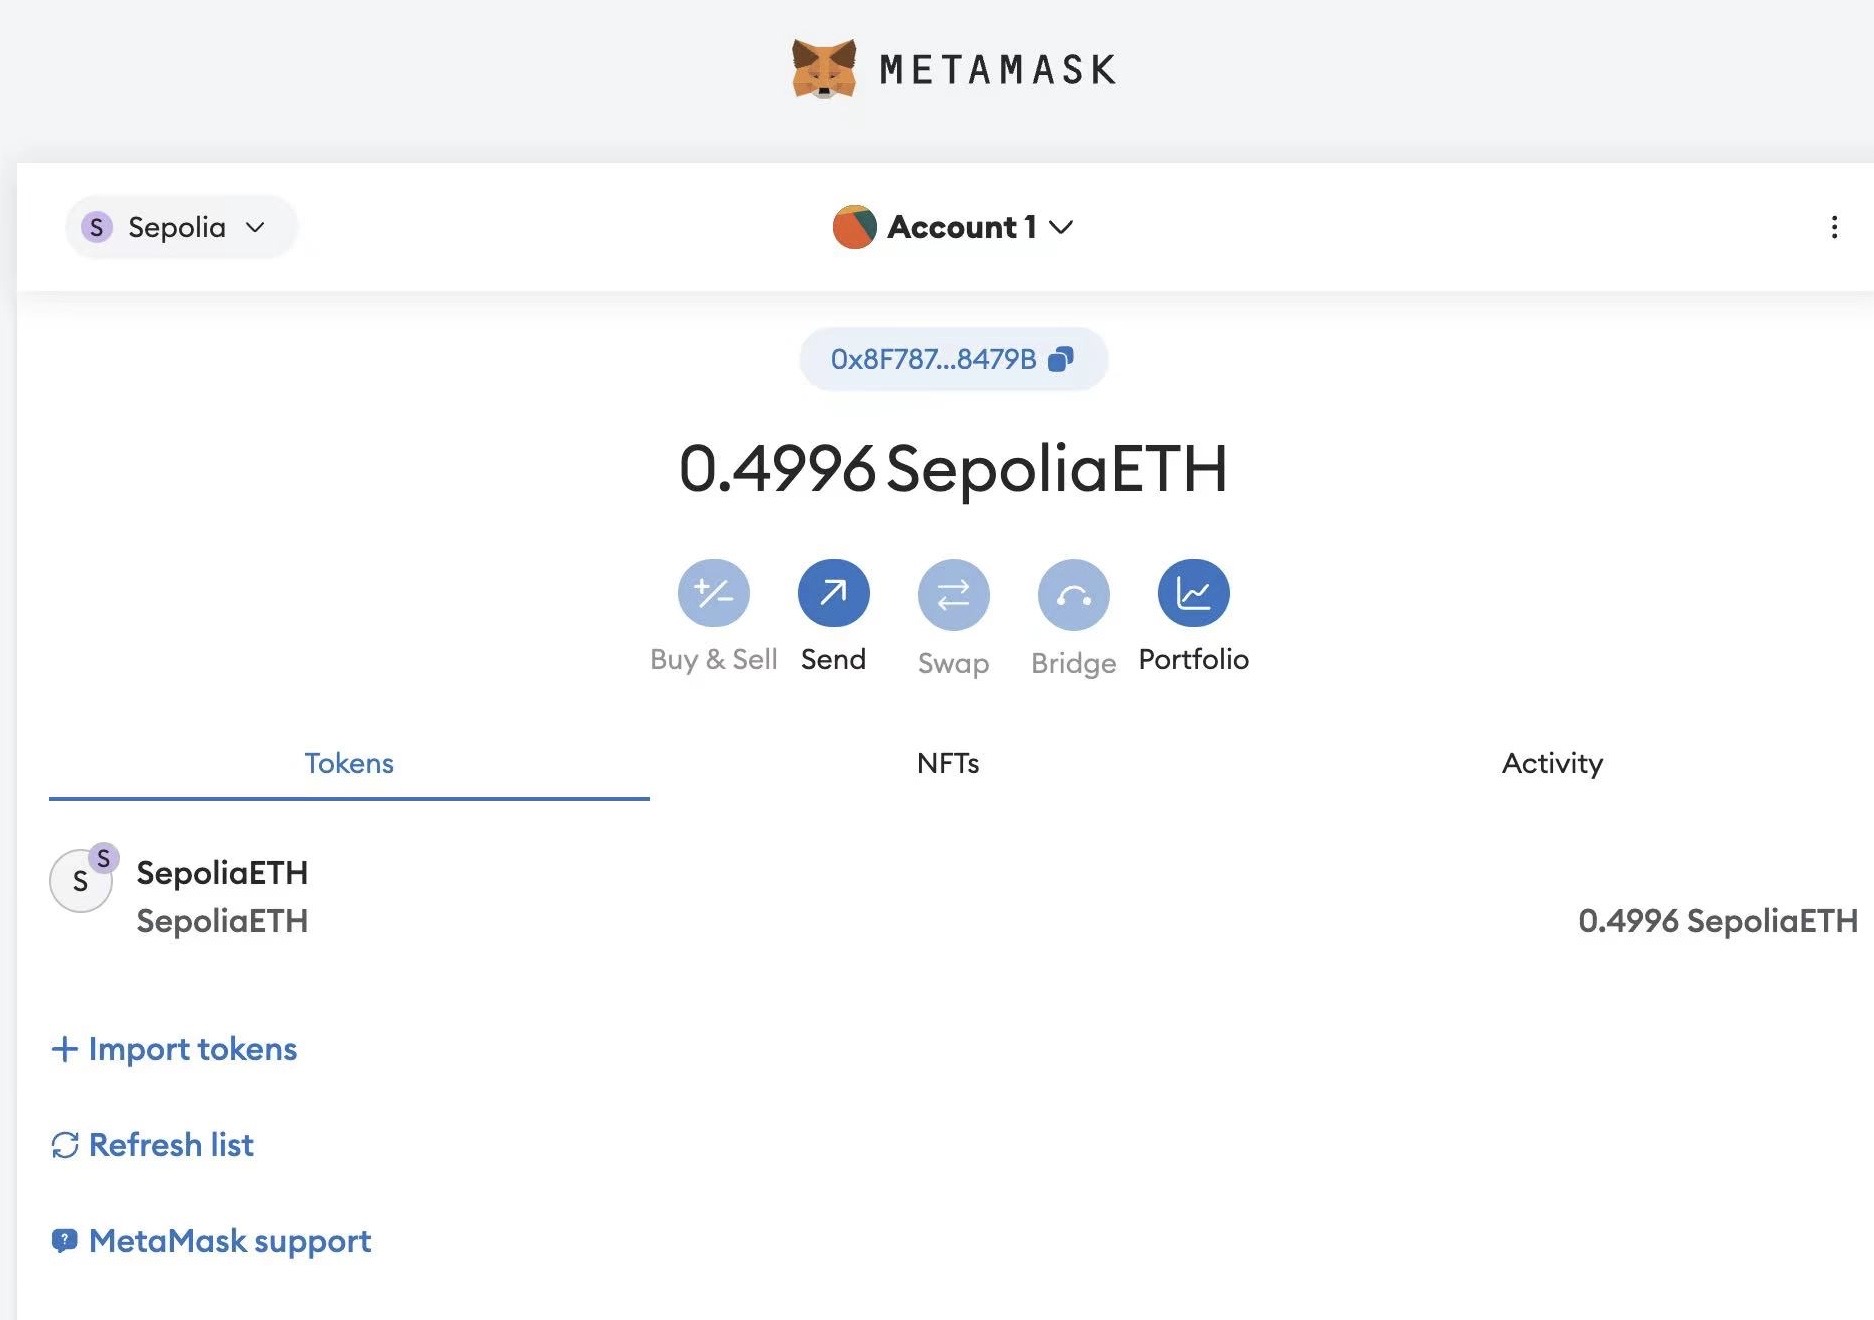 METAMASK
S Sepolia
Account 1
0x8F787...8479B
0.4996 SepoliaETH
Buy & Sell Send Swap Bridge Portfolio
Tokens NFTs Activity
S
S
SepoliaETH
SepoliaETH 0.4996 SepoliaETH
+ Import tokens
Refresh list
? MetaMask support